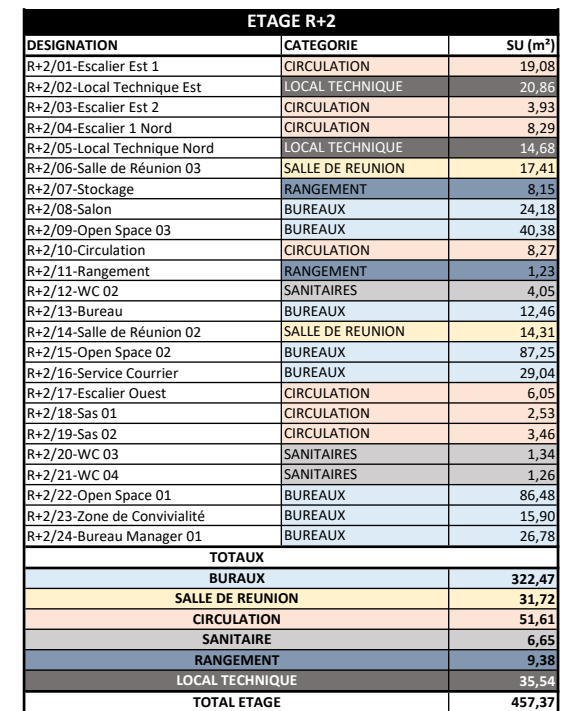 ETAGE R+2
DESIGNATION CATEGORIE SU (m²)
R+2/01-Escalier Est 1 CIRCULATION 19,08
R+2/02-Local Technique Est LOCAL TECHNIQUE 20,86
R+2/03-Escalier Est 2 CIRCULATION 3,93
R+2/04-Escalier 1 Nord CIRCULATION 8,29
R+2/05-Local Technique Nord LOCAL TECHNIQUE 14,68
R+2/06-Salle de Réunion 03 SALLE DE REUNION 17,41
R+2/07-Stockage RANGEMENT 8,15
R+2/08-Salon BUREAUX 24,18
R+2/09-Open Space 03 BUREAUX 40,38
R+2/10-Circulation CIRCULATION 8,27
R+2/11-Rangement RANGEMENT 1,23
R+2/12-WC 02 SANITAIRES 4,05
R+2/13-Bureau BUREAUX 12,46
R+2/14-Salle de Réunion 02 SALLE DE REUNION 14,31
R+2/15-Open Space 02 BUREAUX 87,25
R+2/16-Service Courrier BUREAUX 29,04
R+2/17-Escalier Ouest CIRCULATION 6,05
R+2/18-Sas 01 CIRCULATION 2,53
R+2/19-Sas 02 CIRCULATION 3,46
R+2/20-WC 03 SANITAIRES 1,34
R+2/21-WC 04 SANITAIRES 1,26
R+2/22-Open Space 01 BUREAUX 86,48
R+2/23-Zone de Convivialité BUREAUX 15,90
R+2/24-Bureau Manager 01 BUREAUX 26,78
TOTAUX
BURAUX 322,47
SALLE DE REUNION 31,72
CIRCULATION 51,61
SANITAIRE 6,65
RANGEMENT 9,38
LOCAL TECHNIQUE 35,54
TOTAL ETAGE 457,37